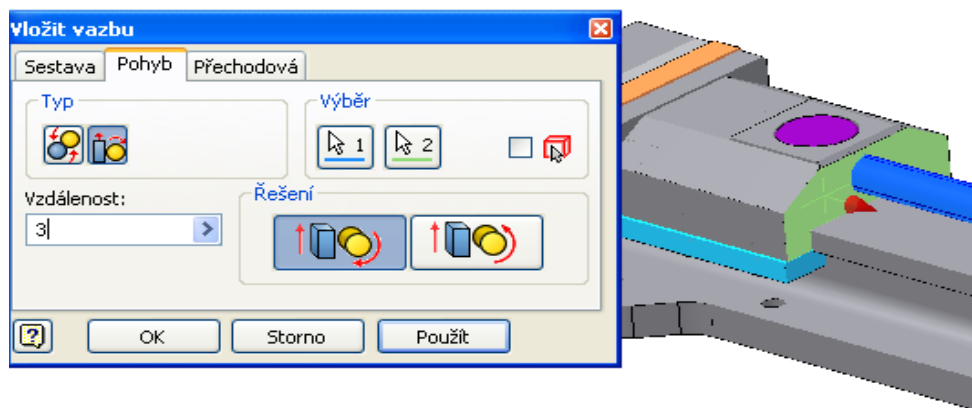 Vložit vazbu
Sestava Pohyb Přechodová
Typ Výběr
1 2
Vzdálenost: Řešení
3
OK Storno Použít